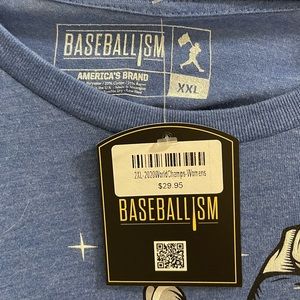 BASEBALLISM
AMERICA'S BRAND
XXL
2XL-2020WorldChamps-Womens
$29.95
BASEBALLISM